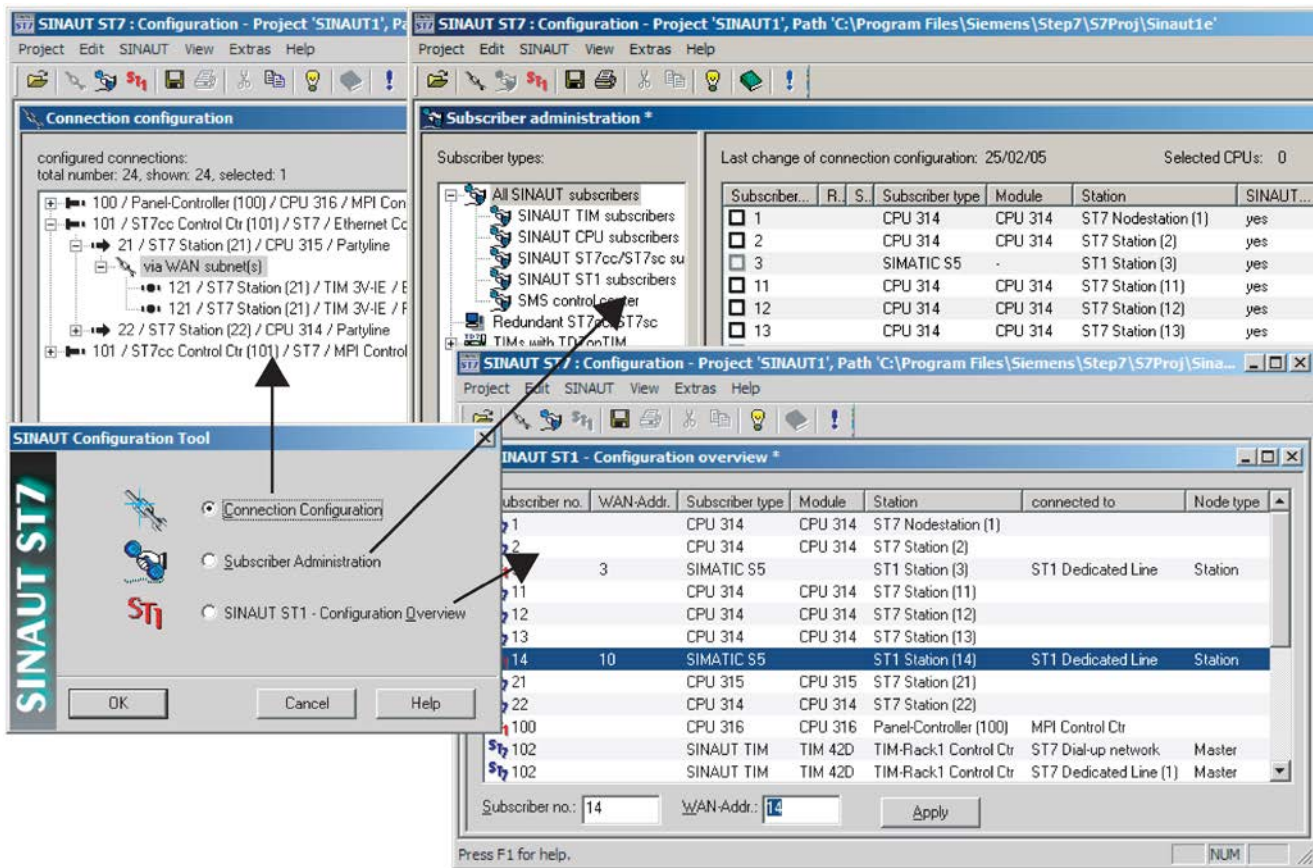 SINAUT ST7 : Configuration - Project 'SINAUT1', Pa
Project Edit SINAUT View Extras Help
Connection configuration
configured connections:
total number: 24, shown: 24, selected: 1
100 / Panel-Controller (100) / CPU 316 / MPI Con
101 / ST7cc Control Ctr (101) / ST7 / Ethernet Co
21 / ST7 Station (21) / CPU 315 / Partyline
via WAN subnet(s)
121 / ST7 Station (21) / TIM 3V-IE / E
121 / ST7 Station (21) / TIM 3V-IE / F
22 / ST7 Station (22) / CPU 314 / Partyline
101 / ST7cc Control Ctr (101) / ST7 / MPI Control
SINAUT ST7 : Configuration - Project 'SINAUT1', Path 'C:\Program Files\Siemens\Step7\S7Proj\Sinaut1e'
Project Edit SINAUT View Extras Help
Subscriber administration *
Subscriber types:
All SINAUT subscribers
SINAUT TIM subscribers
SINAUT CPU subscribers
SINAUT ST7cc/ST7sc su
SINAUT ST1 subscribers
SMS control center
Redundant ST7cc/ST7sc
TIMs with TD7onTIM
Last change of connection configuration: 25/02/05 Selected CPUs: 0
Subscriber... R.. S.. Subscriber type Module Station SINAUT...
1 CPU 314 CPU 314 ST7 Nodestation (1) yes
2 CPU 314 CPU 314 ST7 Station (2) yes
3 SIMATIC S5 - ST1 Station (3) yes
11 CPU 314 CPU 314 ST7 Station (11) yes
12 CPU 314 CPU 314 ST7 Station (12) yes
13 CPU 314 CPU 314 ST7 Station (13) yes
SINAUT Configuration Tool
SINAUT ST7
Connection Configuration
Subscriber Administration
ST1 SINAUT ST1 - Configuration Overview
OK Cancel Help
SINAUT ST7 : Configuration - Project 'SINAUT1', Path 'C:\Program Files\Siemens\Step7\S7Proj\Sina...
Project Edit SINAUT View Extras Help
INAUT ST1 - Configuration overview *
ubscriber no. WAN-Addr. Subscriber type Module Station connected to Node type
1 CPU 314 CPU 314 ST7 Nodestation (1)
2 CPU 314 CPU 314 ST7 Station (2)
3 SIMATIC S5 ST1 Station (3) ST1 Dedicated Line Station
11 CPU 314 CPU 314 ST7 Station (11)
12 CPU 314 CPU 314 ST7 Station (12)
13 CPU 314 CPU 314 ST7 Station (13)
14 10 SIMATIC S5 ST1 Station (14) ST1 Dedicated Line Station
21 CPU 315 CPU 315 ST7 Station (21)
22 CPU 314 CPU 314 ST7 Station (22)
100 CPU 316 CPU 316 Panel-Controller (100) MPI Control Ctr
ST7 102 SINAUT TIM TIM 42D TIM-Rack1 Control Ctr ST7 Dial-up network Master
ST7 102 SINAUT TIM TIM 42D TIM-Rack1 Control Ctr ST7 Dedicated Line (1) Master
Subscriber no.: 14 WAN-Addr.: 14 Apply
Press F1 for help. NUM